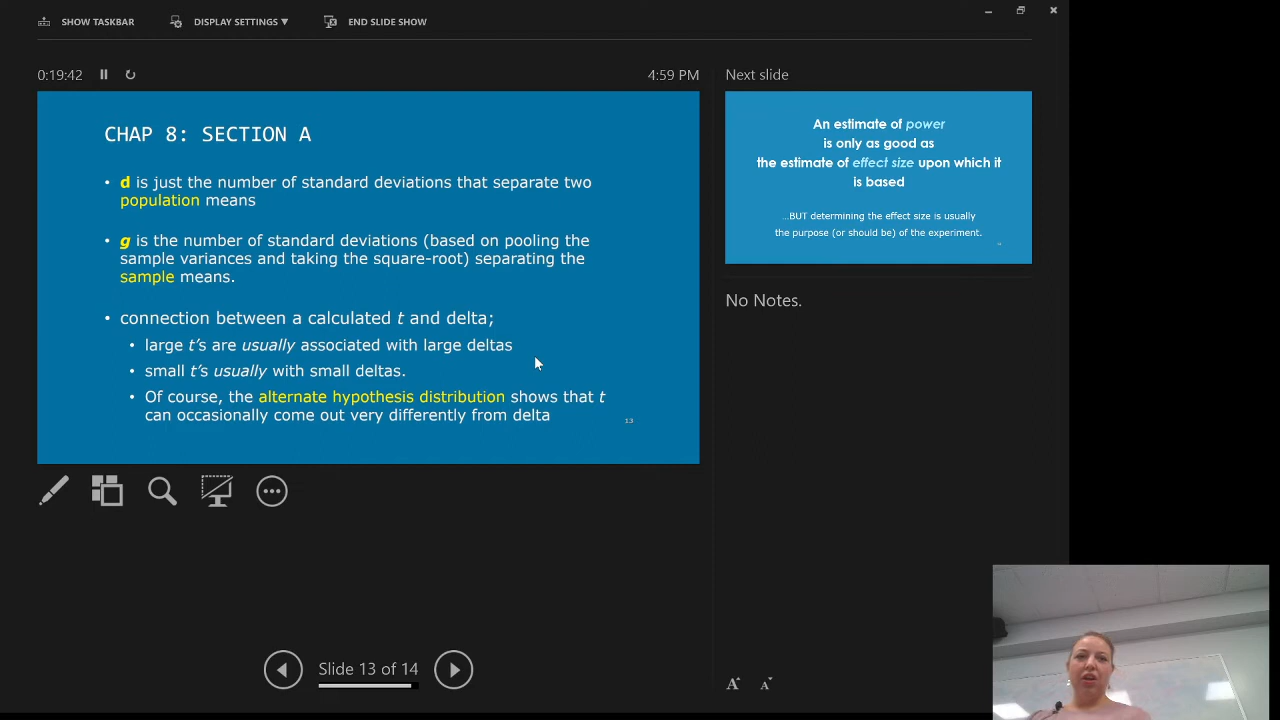 SHOW TASKBAR
DISPLAY SETTINGS ▼
END SLIDE SHOW
0:19:42
4:59 PM
CHAP 8: SECTION A
• d is just the number of standard deviations that separate two
population means
• g is the number of standard deviations (based on pooling the
sample variances and taking the square-root) separating the
sample means.
• connection between a calculated t and delta;
• large t's are usually associated with large deltas
• small t's usually with small deltas.
• Of course, the alternate hypothesis distribution shows that t
can occasionally come out very differently from delta
13
Slide 13 of 14
Next slide
An estimate of power
is only as good as
the estimate of effect size upon which it
is based
...BUT determining the effect size is usually
the purpose (or should be) of the experiment.
No Notes.
A A